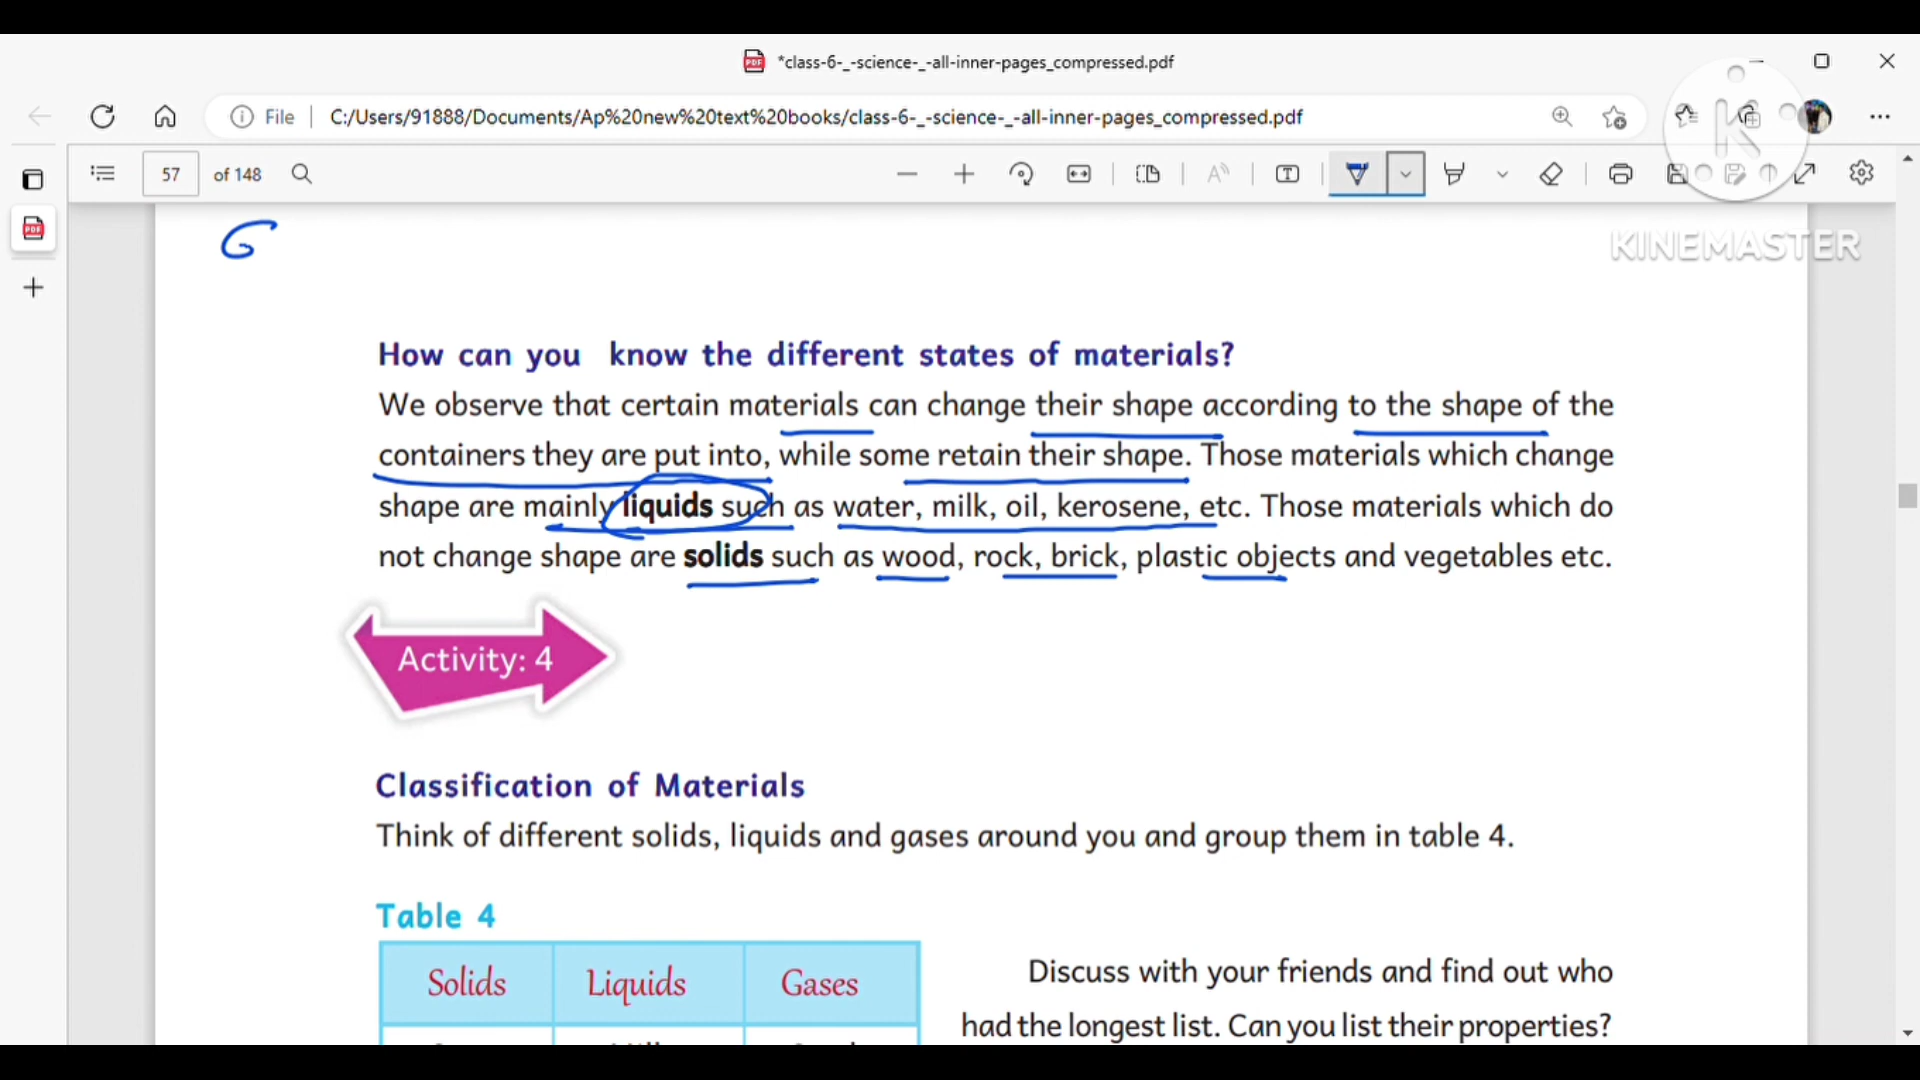 *class-6-_-science-_-all-inner-pages_compressed.pdf
File
C:/Users/91888/Documents/Ap%20new%20text%20books/class-6-_-science-_-all-inner-pages_compressed.pdf
57 of 148
KINEMASTER
How can you know the different states of materials?
We observe that certain materials can change their shape according to the shape of the
containers they are put into, while some retain their shape. Those materials which change
shape are mainly liquids such as water, milk, oil, kerosene, etc. Those materials which do
not change shape are solids such as wood, rock, brick, plastic objects and vegetables etc.
Activity: 4
Classification of Materials
Think of different solids, liquids and gases around you and group them in table 4.
Table 4
Solids Liquids Gases
Discuss with your friends and find out who
had the longest list. Can you list their properties?